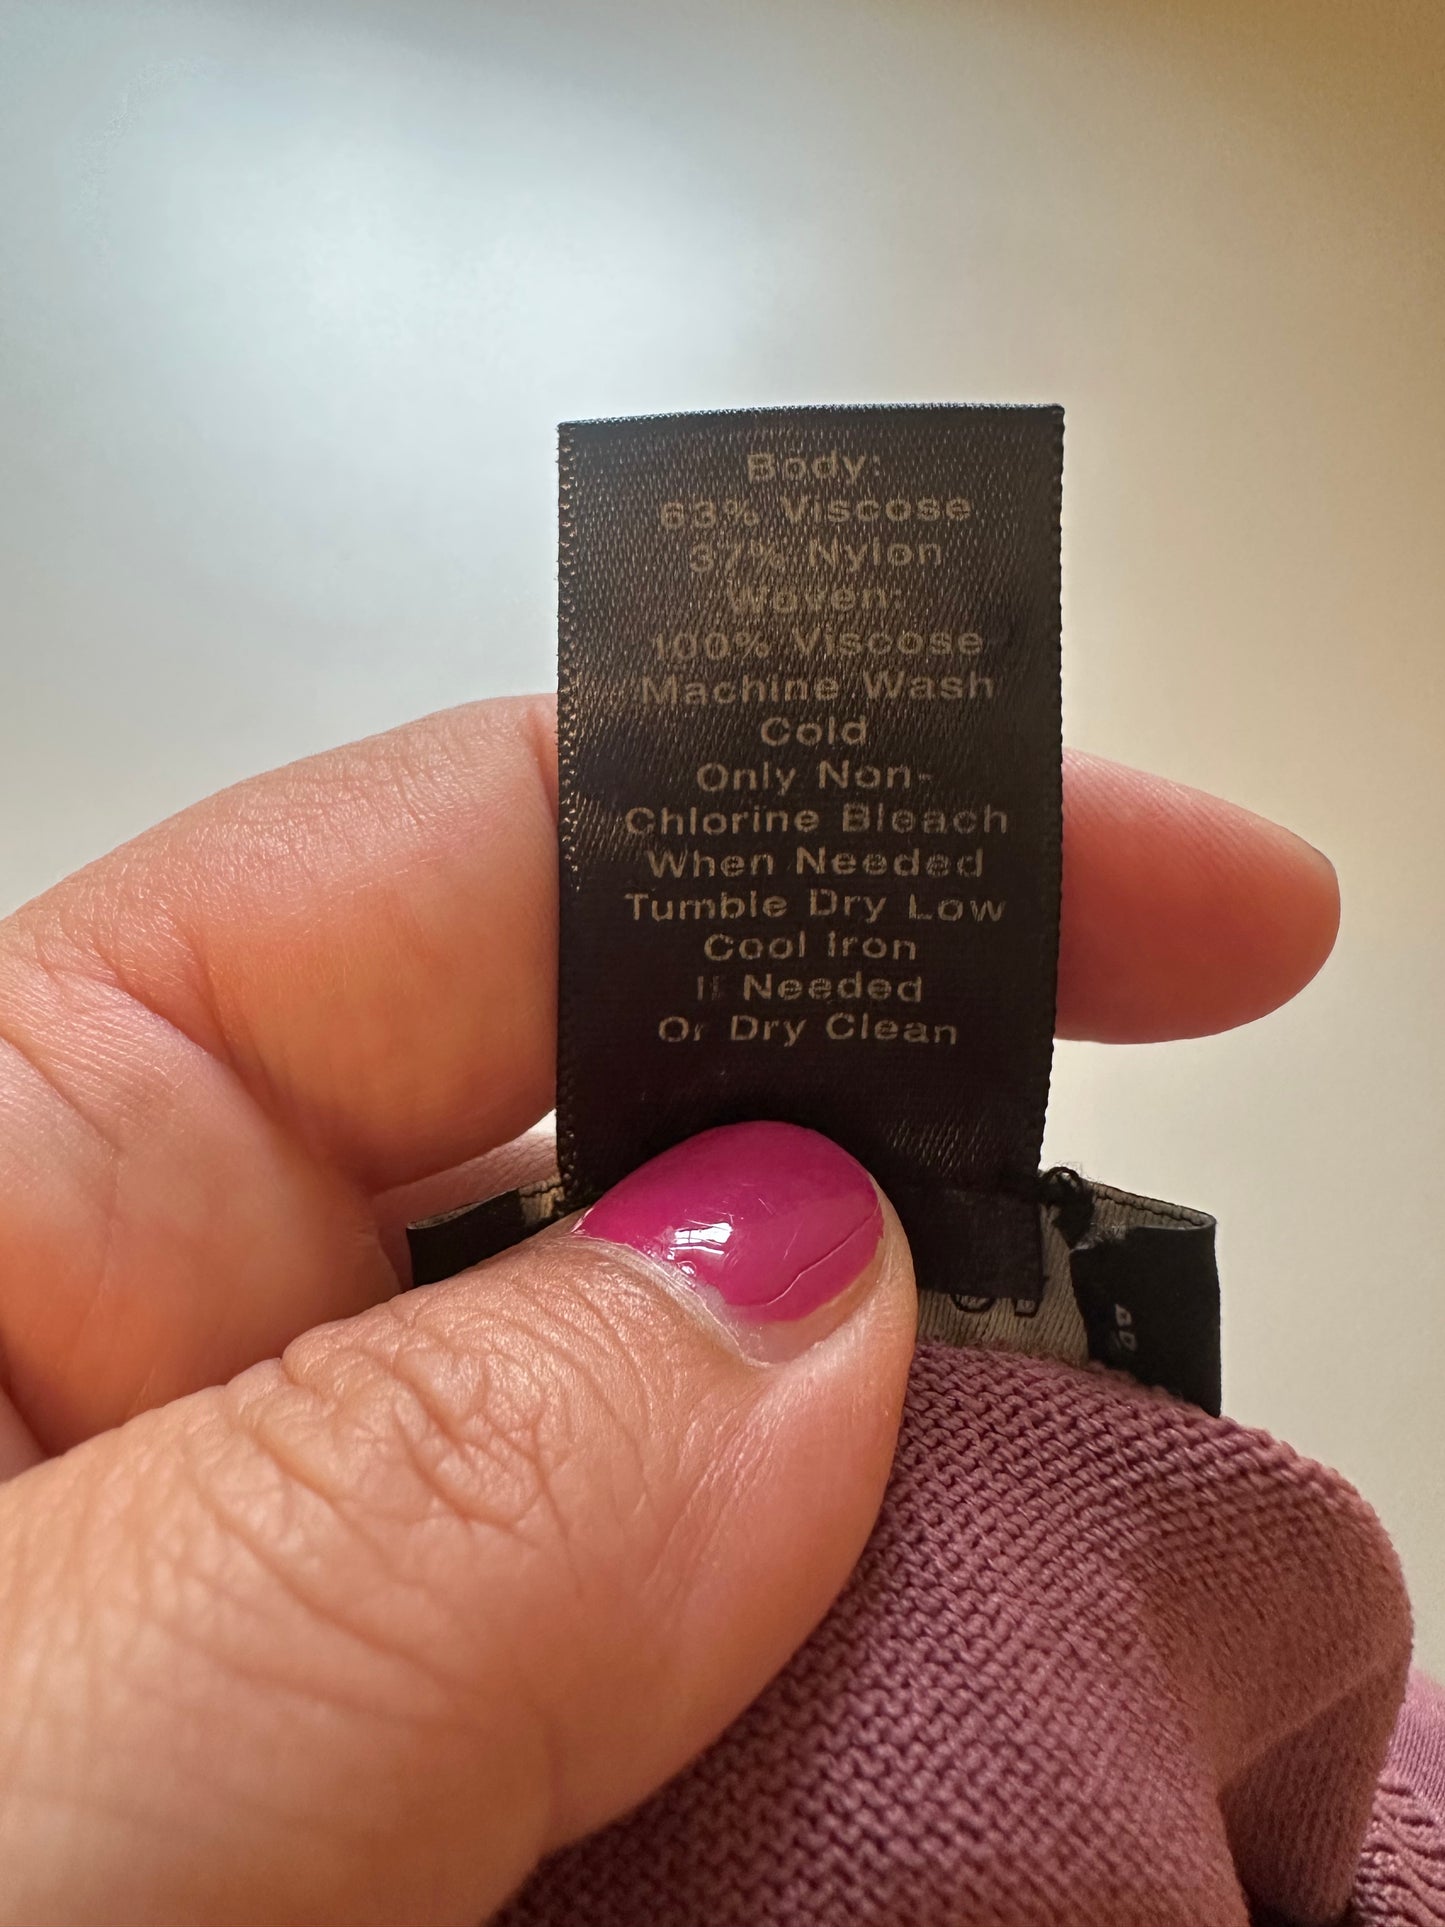 Body:
63% Viscose
37% Nylon
Woven:
100% Viscose
Machine Wash
Cold
Only Non-
Chlorine Bleach
When Needed
Tumble Dry Low
Cool Iron
If Needed
Or Dry Clean